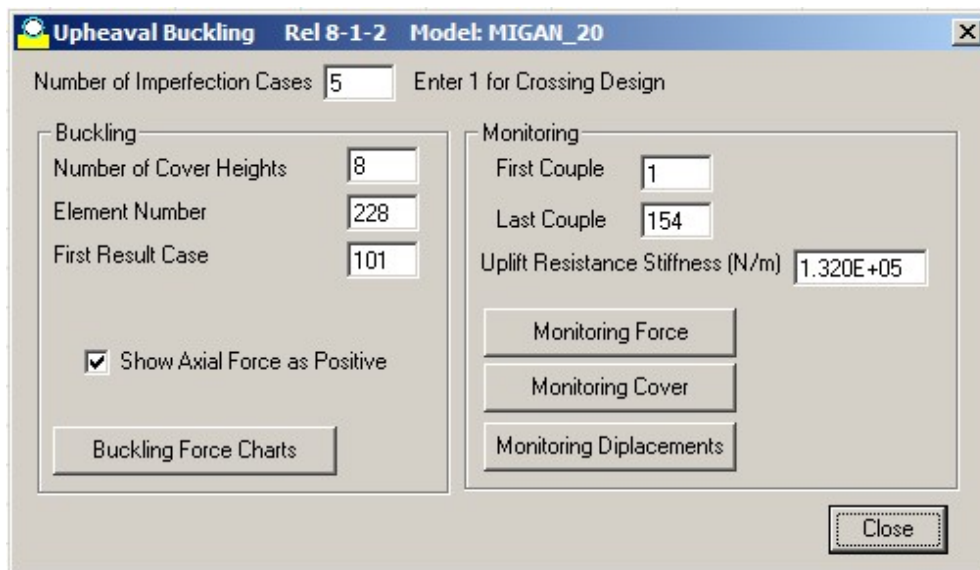 Upheaval Buckling Rel 8-1-2 Model: MIGAN_20
Number of Imperfection Cases 5 Enter 1 for Crossing Design
Buckling
Number of Cover Heights 8
Element Number 228
First Result Case 101
Show Axial Force as Positive
Buckling Force Charts
Monitoring
First Couple 1
Last Couple 154
Uplift Resistance Stiffness (N/m) 1.320E+05
Monitoring Force
Monitoring Cover
Monitoring Diplacements
Close